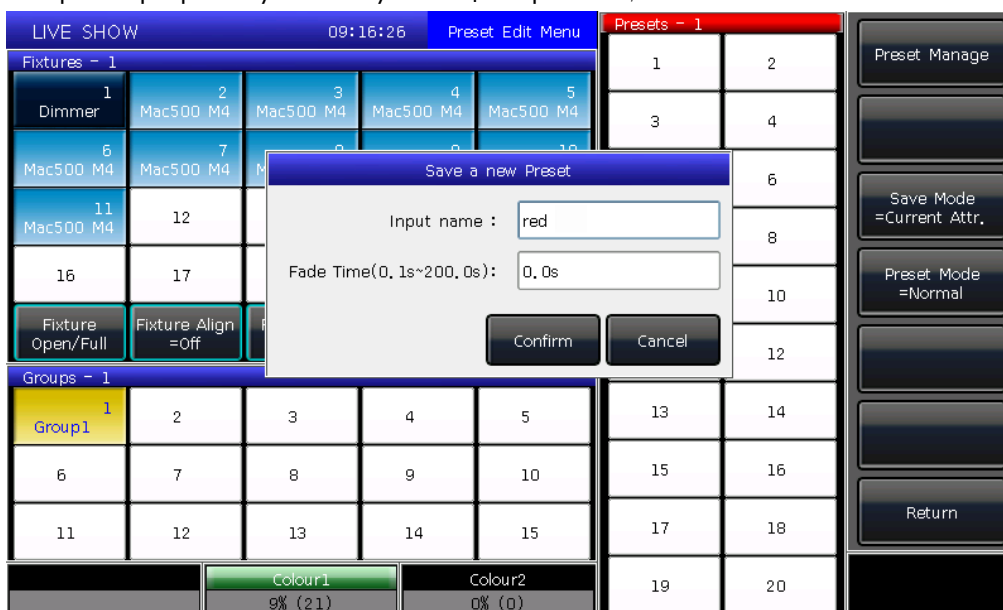 LIVE SHOW 09:16:26 Preset Edit Menu
Fixtures - 1
1 Dimmer
2 Mac500 M4
3 Mac500 M4
4 Mac500 M4
5 Mac500 M4
6 Mac500 M4
7 Mac500 M4
11 Mac500 M4
12
16
17
Fixture Open/Full
Fixture Align =Off
Save a new Preset
Input name : red
Fade Time(0.1s~200.0s): 0.0s
Confirm
Cancel
Groups - 1
1 Group1
2
3
4
5
6
7
8
9
10
11
12
13
14
15
Colour1
9% (21)
Colour2
0% (0)
Presets - 1
1
2
3
4
6
8
10
12
13
14
15
16
17
18
19
20
Preset Manage
Save Mode
=Current Attr.
Preset Mode
=Normal
Return